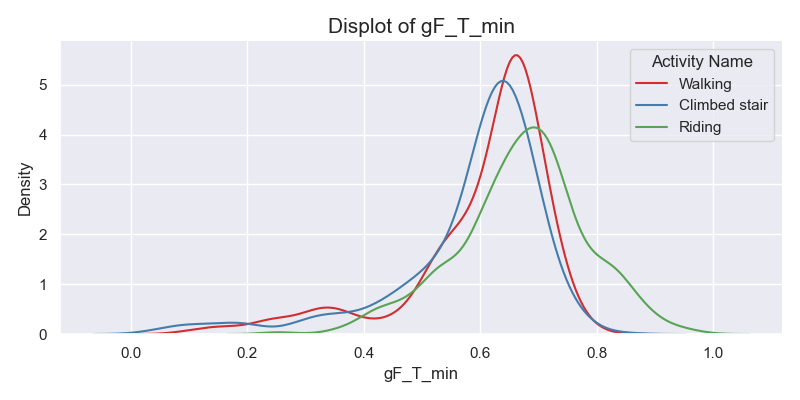 Displot of gF_T_min
Activity Name
Walking
Climbed stair
Riding
Density
5
4
3
2
1
0
0.0 0.2 0.4 0.6 0.8 1.0
gF_T_min